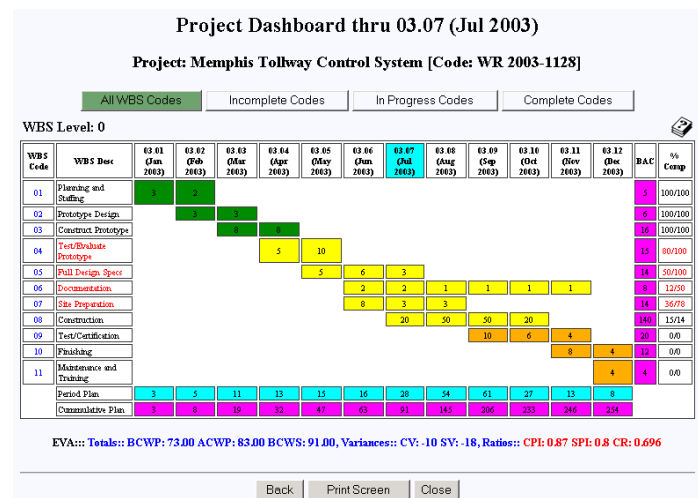 Project Dashboard thru 03.07 (Jul 2003)
Project: Memphis Tollway Control System [Code: WR 2003-1128]
All WBS Codes Incomplete Codes In Progress Codes Complete Codes
WBS Level: 0
WBS Code WBS Desc 03.01 (Jan 2003) 03.02 (Feb 2003) 03.03 (Mar 2003) 03.04 (Apr 2003) 03.05 (May 2003) 03.06 (Jun 2003) 03.07 (Jul 2003) 03.08 (Aug 2003) 03.09 (Sep 2003) 03.10 (Oct 2003) 03.11 (Nov 2003) 03.12 (Dec 2003) BAC % Comp
01 Planning and Staffing 3 2 5 100/100
02 Prototype Design 3 3 6 100/100
03 Construct Prototype 8 8 16 100/100
04 Test/Evaluate Prototype 5 10 15 80/100
05 Full Design Specs 5 6 3 14 50/100
06 Documentation 2 2 1 1 1 1 8 12/50
07 Site Preparation 8 3 3 14 36/78
08 Construction 20 50 50 20 140 15/14
09 Test/Certification 10 6 4 20 0/0
10 Finishing 8 4 12 0/0
11 Maintenance and Training 4 4 0/0
Period Plan 3 5 11 13 15 16 28 54 61 27 13 8
Cummulative Plan 3 8 19 32 47 63 91 145 206 233 246 254
EVA::: Totals:: BCWP: 73.00 ACWP: 83.00 BCWS: 91.00, Variances:: CV: -10 SV: -18, Ratios:: CPI: 0.87 SPI: 0.8 CR: 0.696
Back Print Screen Close